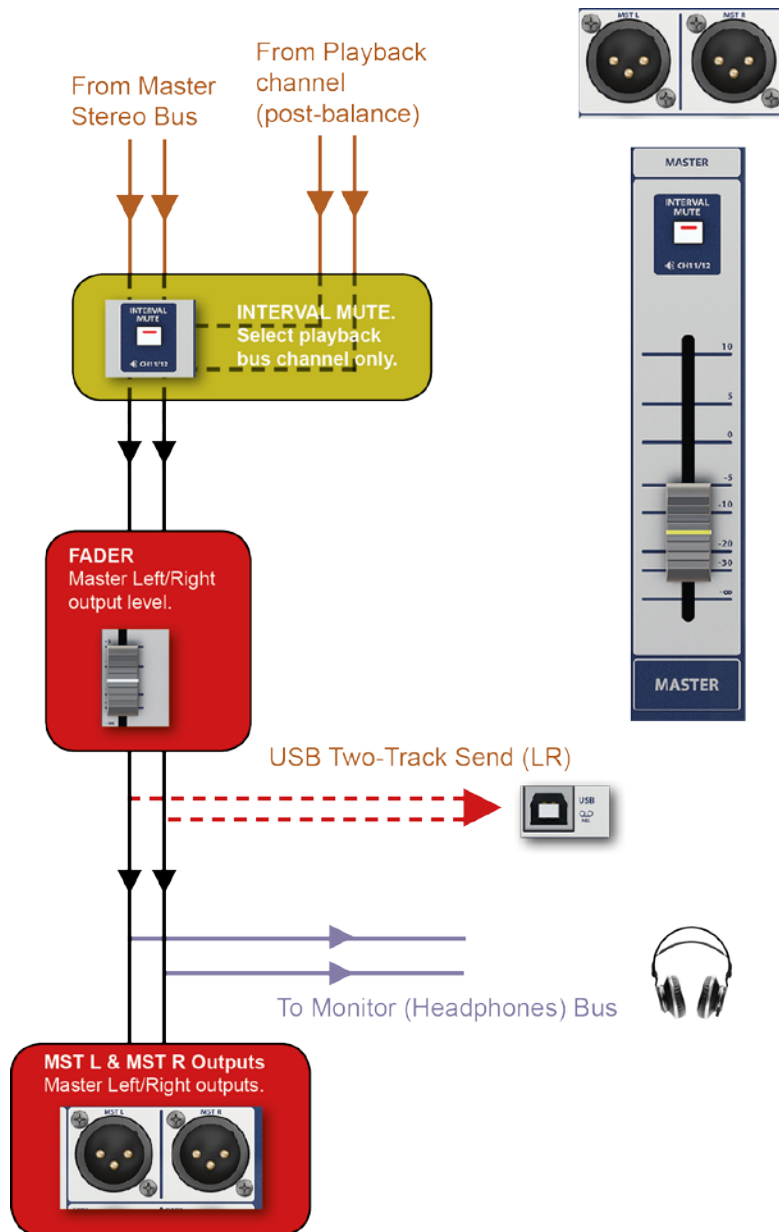 From Master
Stereo Bus
From Playback
channel
(post-balance)
MST L
MST R
MASTER
INTERVAL
MUTE
CH11/12
10
5
0
-5
-10
-20
-30
-∞
MASTER
INTERVAL
MUTE
CH11/12
INTERVAL MUTE.
Select playback
bus channel only.
FADER
Master Left/Right
output level.
USB Two-Track Send (LR)
USB
To Monitor (Headphones) Bus
MST L & MST R Outputs
Master Left/Right outputs.
MST L
MST R